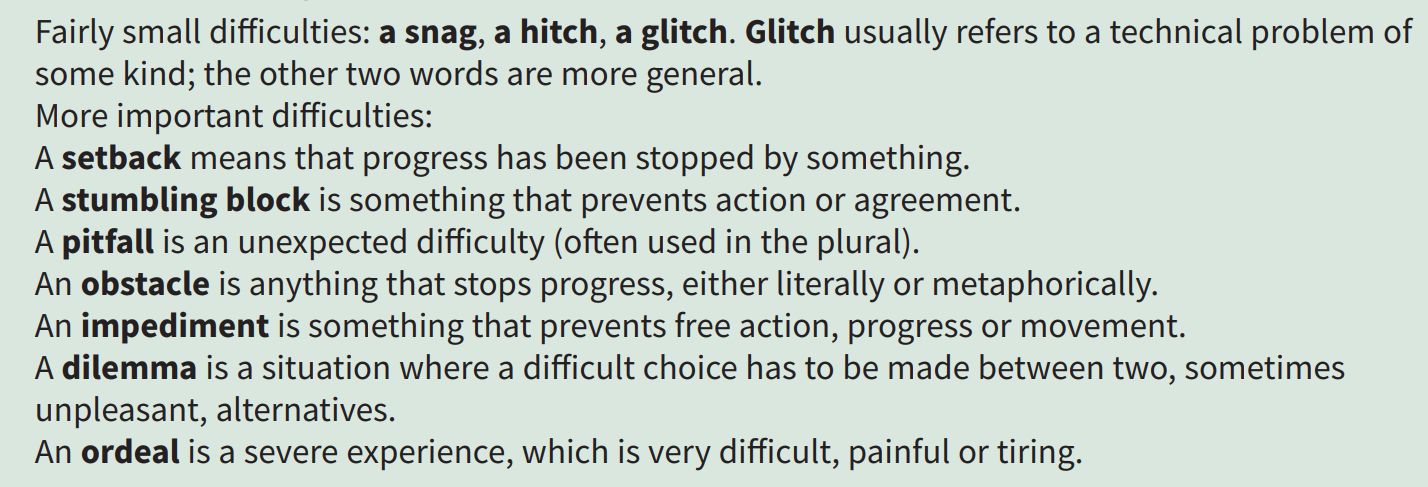 Fairly small difficulties: a snag, a hitch, a glitch. Glitch usually refers to a technical problem of
some kind; the other two words are more general.
More important difficulties:
A setback means that progress has been stopped by something.
A stumbling block is something that prevents action or agreement.
A pitfall is an unexpected difficulty (often used in the plural).
An obstacle is anything that stops progress, either literally or metaphorically.
An impediment is something that prevents free action, progress or movement.
A dilemma is a situation where a difficult choice has to be made between two, sometimes
unpleasant, alternatives.
An ordeal is a severe experience, which is very difficult, painful or tiring.